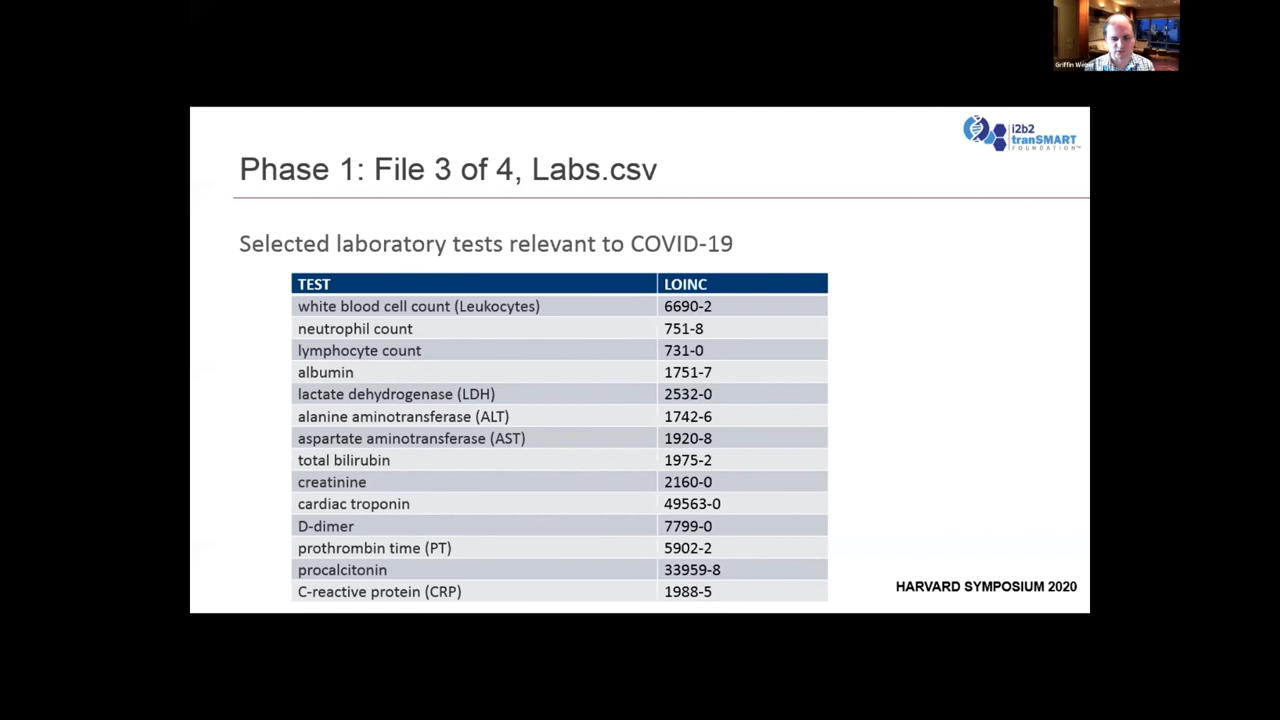 Griffin Weber
i2b2
tranSMART
FOUNDATION
Phase 1: File 3 of 4, Labs.csv
Selected laboratory tests relevant to COVID-19
TEST LOINC
white blood cell count (Leukocytes) 6690-2
neutrophil count 751-8
lymphocyte count 731-0
albumin 1751-7
lactate dehydrogenase (LDH) 2532-0
alanine aminotransferase (ALT) 1742-6
aspartate aminotransferase (AST) 1920-8
total bilirubin 1975-2
creatinine 2160-0
cardiac troponin 49563-0
D-dimer 7799-0
prothrombin time (PT) 5902-2
procalcitonin 33959-8
C-reactive protein (CRP) 1988-5
HARVARD SYMPOSIUM 2020